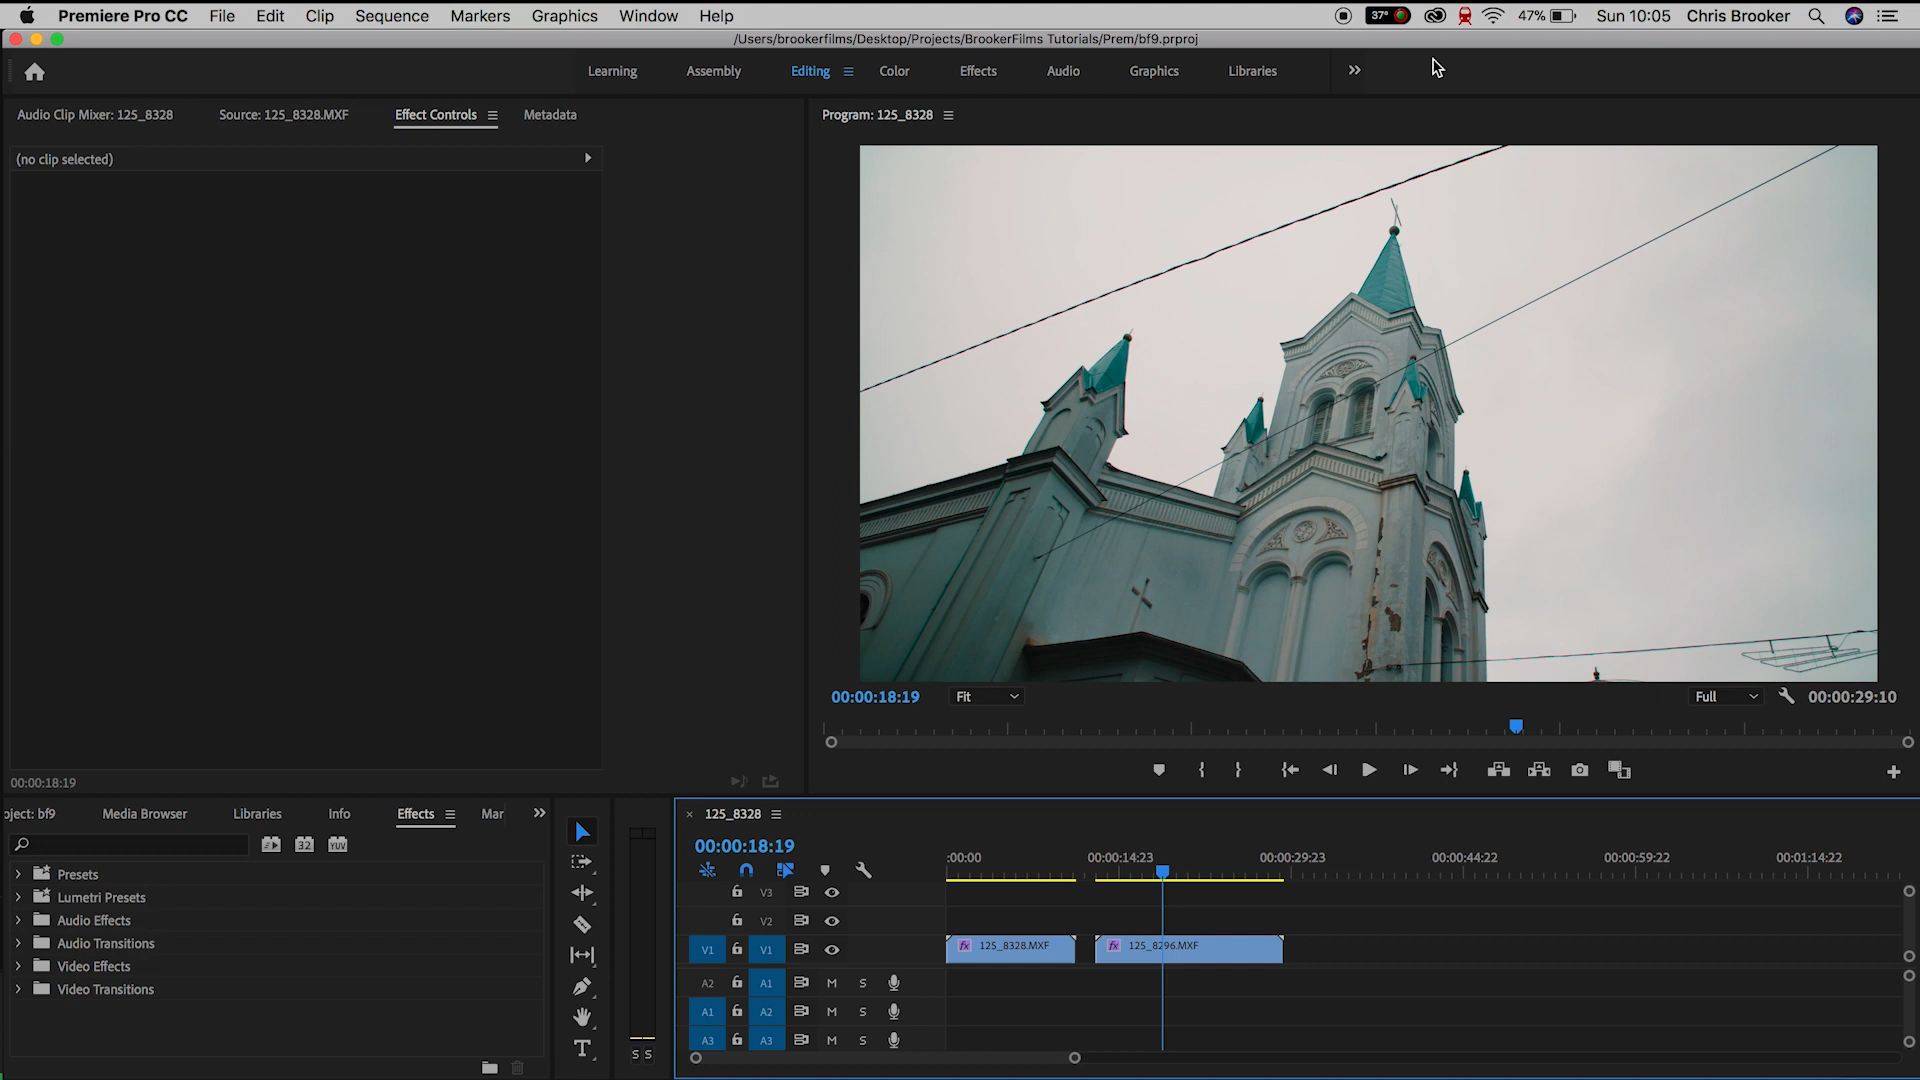 Premiere Pro CC File Edit Clip Sequence Markers Graphics Window Help 37° 47% Sun 10:05 Chris Brooker
/Users/brookerfilms/Desktop/Projects/BrookerFilms Tutorials/Prem/bf9.prproj
Learning Assembly Editing Color Effects Audio Graphics Libraries
Audio Clip Mixer: 125_8328 Source: 125_8328.MXF Effect Controls Metadata
Program: 125_8328
(no clip selected)
00:00:18:19 Fit Full 00:00:29:10
00:00:18:19
oject: bf9 Media Browser Libraries Info Effects Mar
32 YUV
Presets
Lumetri Presets
Audio Effects
Audio Transitions
Video Effects
Video Transitions
T
S S
125_8328
00:00:18:19
:00:00 00:00:14:23 00:00:29:23 00:00:44:22 00:00:59:22 00:01:14:22
V3
V2
V1 V1 fx 125_8328.MXF fx 125_8296.MXF
A2 A1 M S
A1 A2 M S
A3 A3 M S